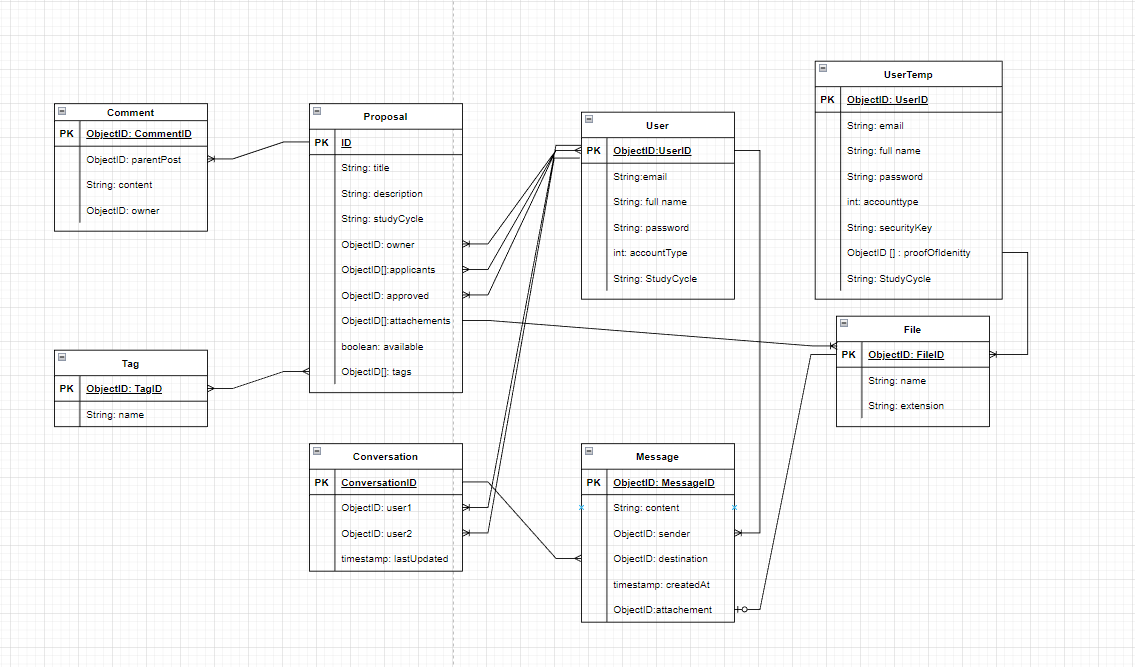 Comment
PK ObjectID: CommentID
ObjectID: parentPost
String: content
ObjectID: owner
Proposal
PK ID
String: title
String: description
String: studyCycle
ObjectID: owner
ObjectID[]:applicants
ObjectID: approved
ObjectID[]:attachements
boolean: available
ObjectID[]: tags
User
PK ObjectID:UserID
String:email
String: full name
String: password
int: accountType
String: StudyCycle
UserTemp
PK ObjectID: UserID
String: email
String: full name
String: password
int: accounttype
String: securityKey
ObjectID [] : proofOfIdenitty
String: StudyCycle
File
PK ObjectID: FileID
String: name
String: extension
Tag
PK ObjectID: TagID
String: name
Conversation
PK ConversationID
ObjectID: user1
ObjectID: user2
timestamp: lastUpdated
Message
PK ObjectID: MessageID
String: content
ObjectID: sender
ObjectID: destination
timestamp: createdAt
ObjectID:attachement